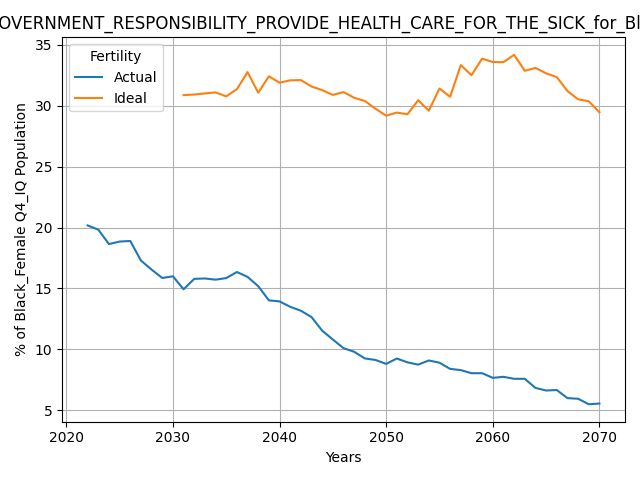 OVERNMENT_RESPONSIBILITY_PROVIDE_HEALTH_CARE_FOR_THE_SICK_for_Bl
Fertility
Actual
Ideal
% of Black_Female Q4_IQ Population
35
30
25
20
15
10
5
2020 2030 2040 2050 2060 2070
Years